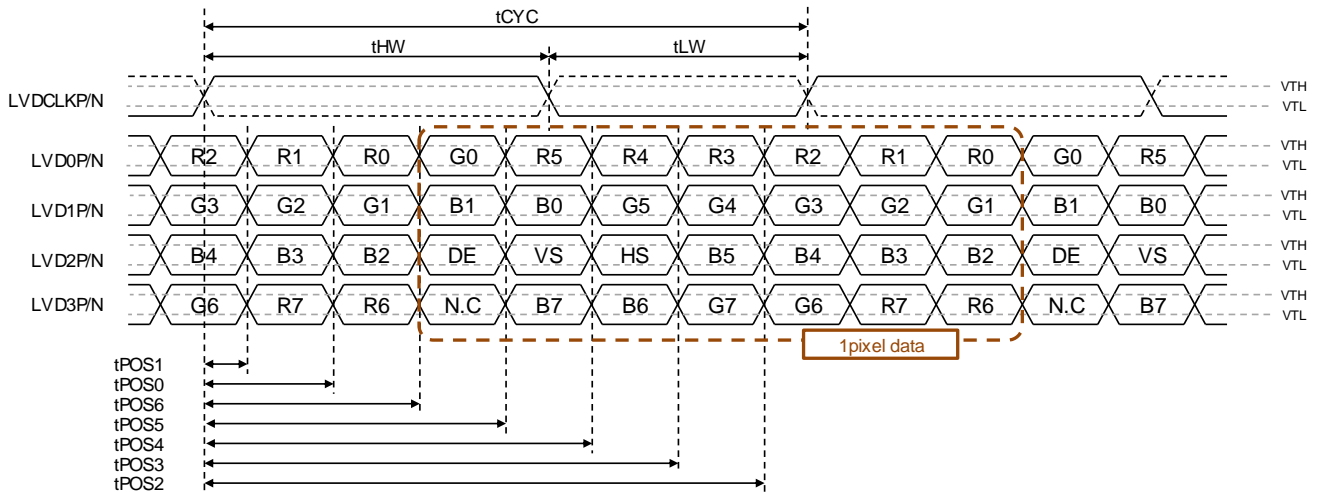 tCYC
tHW tLW
LVDCLKP/N VTH
VTL
LVD0P/N R2 R1 R0 G0 R5 R4 R3 R2 R1 R0 G0 R5 VTH
VTL
LVD1P/N G3 G2 G1 B1 B0 G5 G4 G3 G2 G1 B1 B0 VTH
VTL
LVD2P/N B4 B3 B2 DE VS HS B5 B4 B3 B2 DE VS VTH
VTL
LVD3P/N G6 R7 R6 N.C B7 B6 G7 G6 R7 R6 N.C B7 VTH
VTL
1pixel data
tPOS1
tPOS0
tPOS6
tPOS5
tPOS4
tPOS3
tPOS2